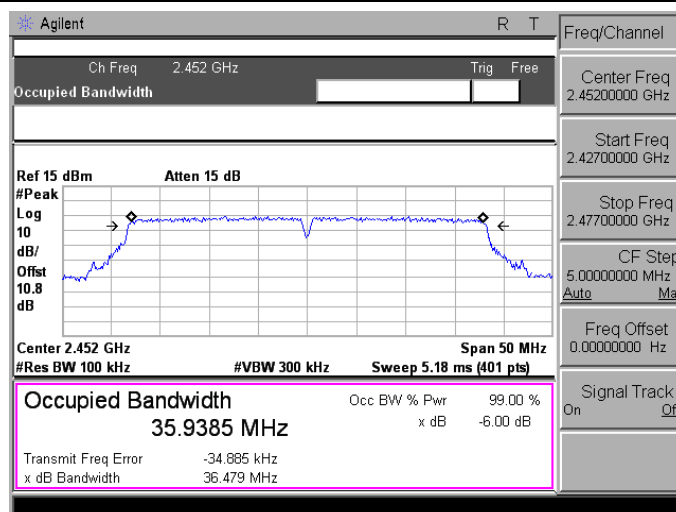 Agilent R T
Ch Freq 2.452 GHz Trig Free
Occupied Bandwidth
Ref 15 dBm Atten 15 dB
#Peak
Log
10
dB/
Offst
10.8
dB
Center 2.452 GHz Span 50 MHz
#Res BW 100 kHz #VBW 300 kHz Sweep 5.18 ms (401 pts)
Occupied Bandwidth Occ BW % Pwr 99.00 %
35.9385 MHz x dB -6.00 dB
Transmit Freq Error -34.885 kHz
x dB Bandwidth 36.479 MHz
Freq/Channel
Center Freq
2.45200000 GHz
Start Freq
2.42700000 GHz
Stop Freq
2.47700000 GHz
CF Step
5.00000000 MHz
Auto Ma
Freq Offset
0.00000000 Hz
Signal Track
On Of